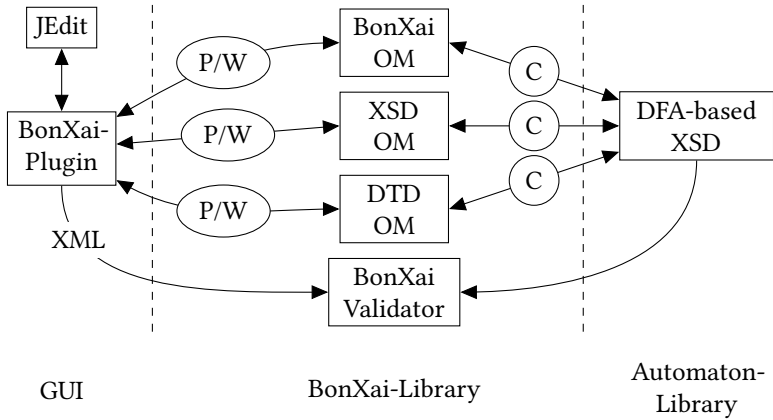 JEdit
BonXai-
Plugin
XML
P/W
P/W
P/W
BonXai
OM
XSD
OM
DTD
OM
BonXai
Validator
C
C
C
DFA-based
XSD
GUI
BonXai-Library
Automaton-
Library